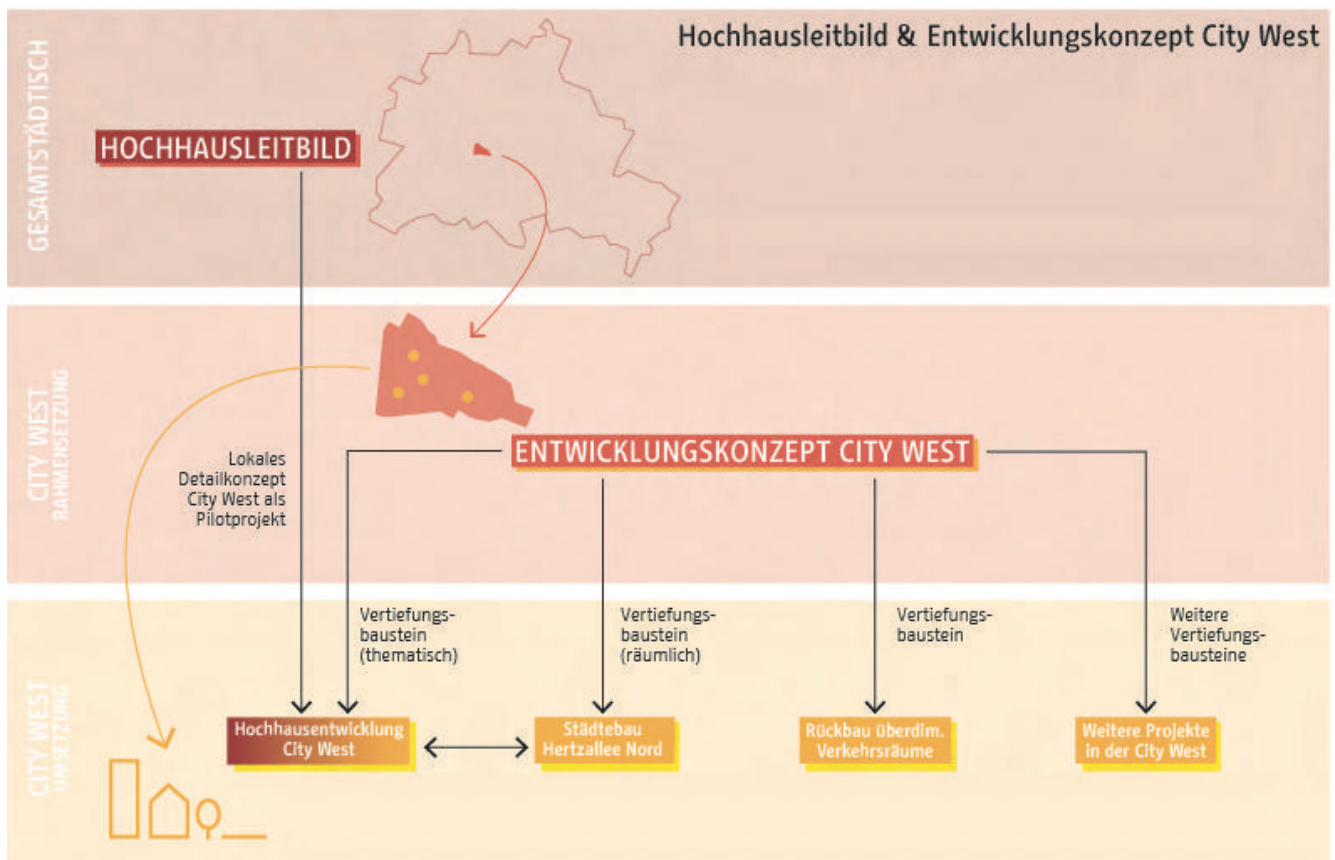 Hochhausleitbild & Entwicklungskonzept City West
GESAMTSTÄDTISCH
HOCHHAUSLEITBILD
CITY WEST
RAHMENSETZUNG
ENTWICKLUNGSKONZEPT CITY WEST
Lokales
Detailkonzept
City West als
Pilotprojekt
CITY WEST
UMSETZUNG
Vertiefungs-
baustein
(thematisch)
Vertiefungs-
baustein
(räumlich)
Vertiefungs-
baustein
Weitere
Vertiefungs-
bausteine
Hochhausentwicklung
City West
Städtebau
Hertzallee Nord
Rückbau überdim.
Verkehrsräume
Weitere Projekte
in der City West